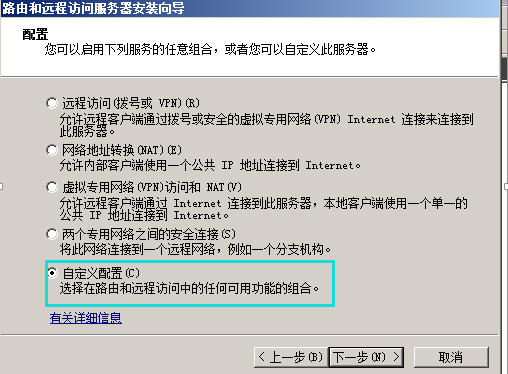 路由和远程访问服务器安装向导
配置
您可以启用下列服务的任意组合，或者您可以自定义此服务器。
远程访问(拨号或 VPN)(R)
允许远程客户端通过拨号或安全的虚拟专用网络(VPN) Internet 连接来连接到
此服务器。
网络地址转换(NAT)(E)
允许内部客户端使用一个公共 IP 地址连接到 Internet。
虚拟专用网络(VPN)访问和 NAT(V)
允许远程客户端通过 Internet 连接到此服务器，本地客户端使用一个单一的
公共 IP 地址连接到 Internet。
两个专用网络之间的安全连接(S)
将此网络连接到一个远程网络，例如一个分支机构。
自定义配置(C)
选择在路由和远程访问中的任何可用功能的组合。
有关详细信息
< 上一步(B) 下一步(N) > 取消